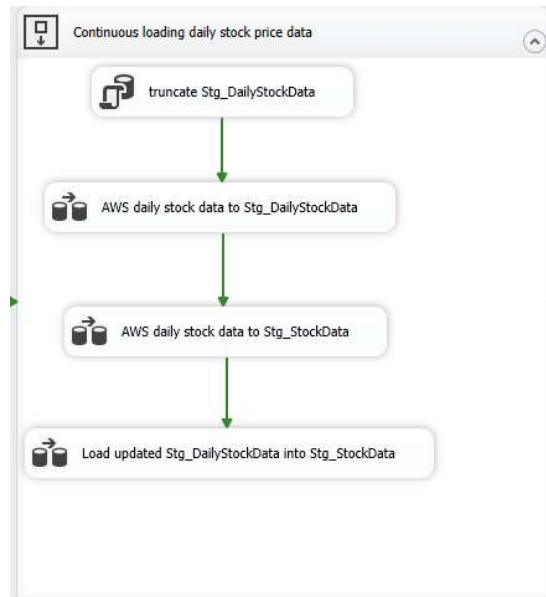 Continuous loading daily stock price data
truncate Stg_DailyStockData
AWS daily stock data to Stg_DailyStockData
AWS daily stock data to Stg_StockData
Load updated Stg_DailyStockData into Stg_StockData